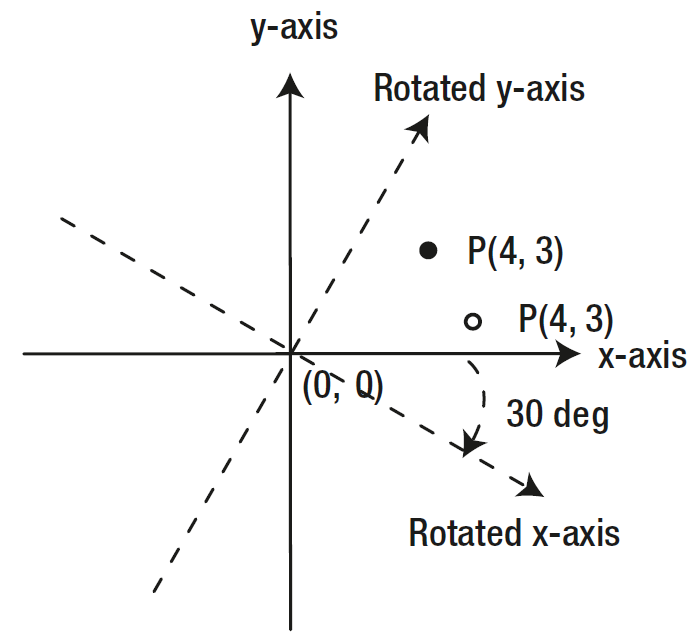 y-axis
Rotated y-axis
P(4, 3)
P(4, 3)
x-axis
(0, 0)
30 deg
Rotated x-axis